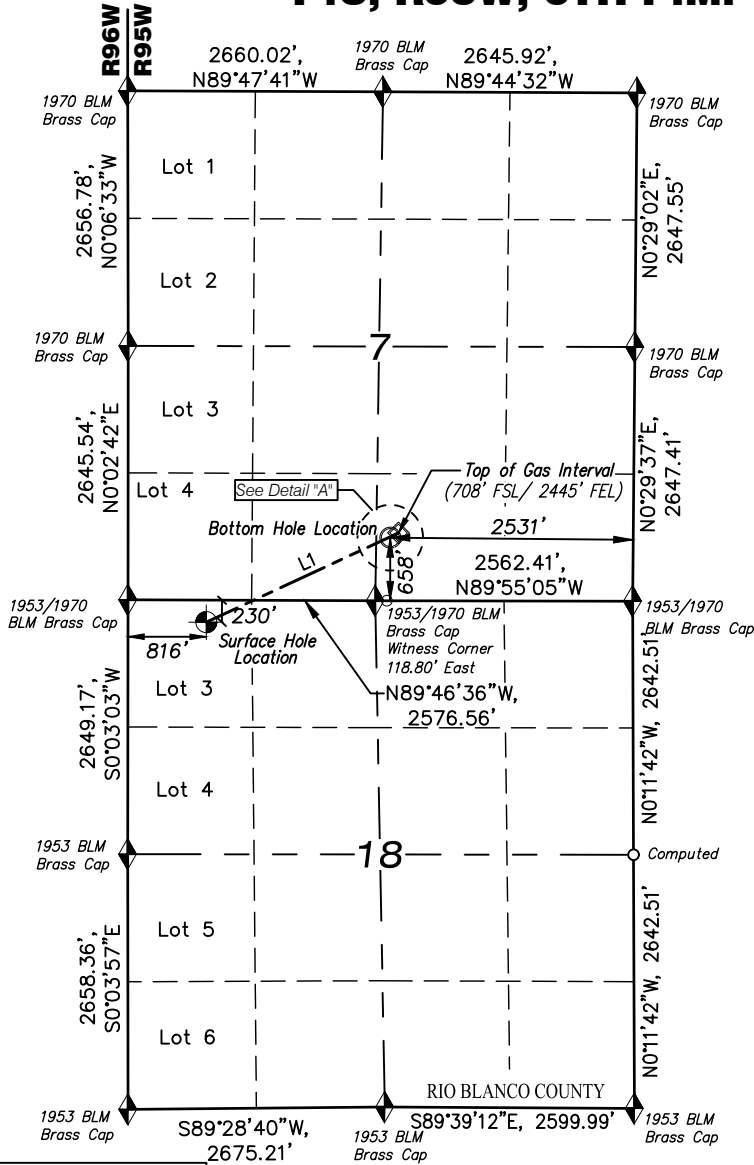 R96W
R95W
2660.02',
N89°47'41"W
1970 BLM
Brass Cap
2645.92',
N89°44'32"W
1970 BLM
Brass Cap
1970 BLM
Brass Cap
2656.78',
N0°06'33"W
Lot 1
N0°29'02"E,
2647.55'
Lot 2
1970 BLM
Brass Cap
7
1970 BLM
Brass Cap
2645.54',
N0°02'42"E
Lot 3
N0°29'37"E,
2647.41'
Lot 4
See Detail "A"
Top of Gas Interval
(708' FSL/ 2445' FEL)
Bottom Hole Location
2531'
L1
658'
2562.41',
N89°55'05"W
1953/1970
BLM Brass Cap
230'
816'
Surface Hole
Location
1953/1970 BLM
Brass Cap
Witness Corner
118.80' East
1953/1970
BLM Brass Cap
N89°46'36"W,
2576.56'
2649.17',
S0°03'03"W
Lot 3
N0°11'42"W, 2642.51'
Lot 4
1953 BLM
Brass Cap
18
Computed
2658.36',
S0°03'57"E
Lot 5
N0°11'42"W, 2642.51'
Lot 6
RIO BLANCO COUNTY
1953 BLM
Brass Cap
S89°28'40"W,
2675.21'
1953 BLM
Brass Cap
S89°39'12"E, 2599.99'
1953 BLM
Brass Cap